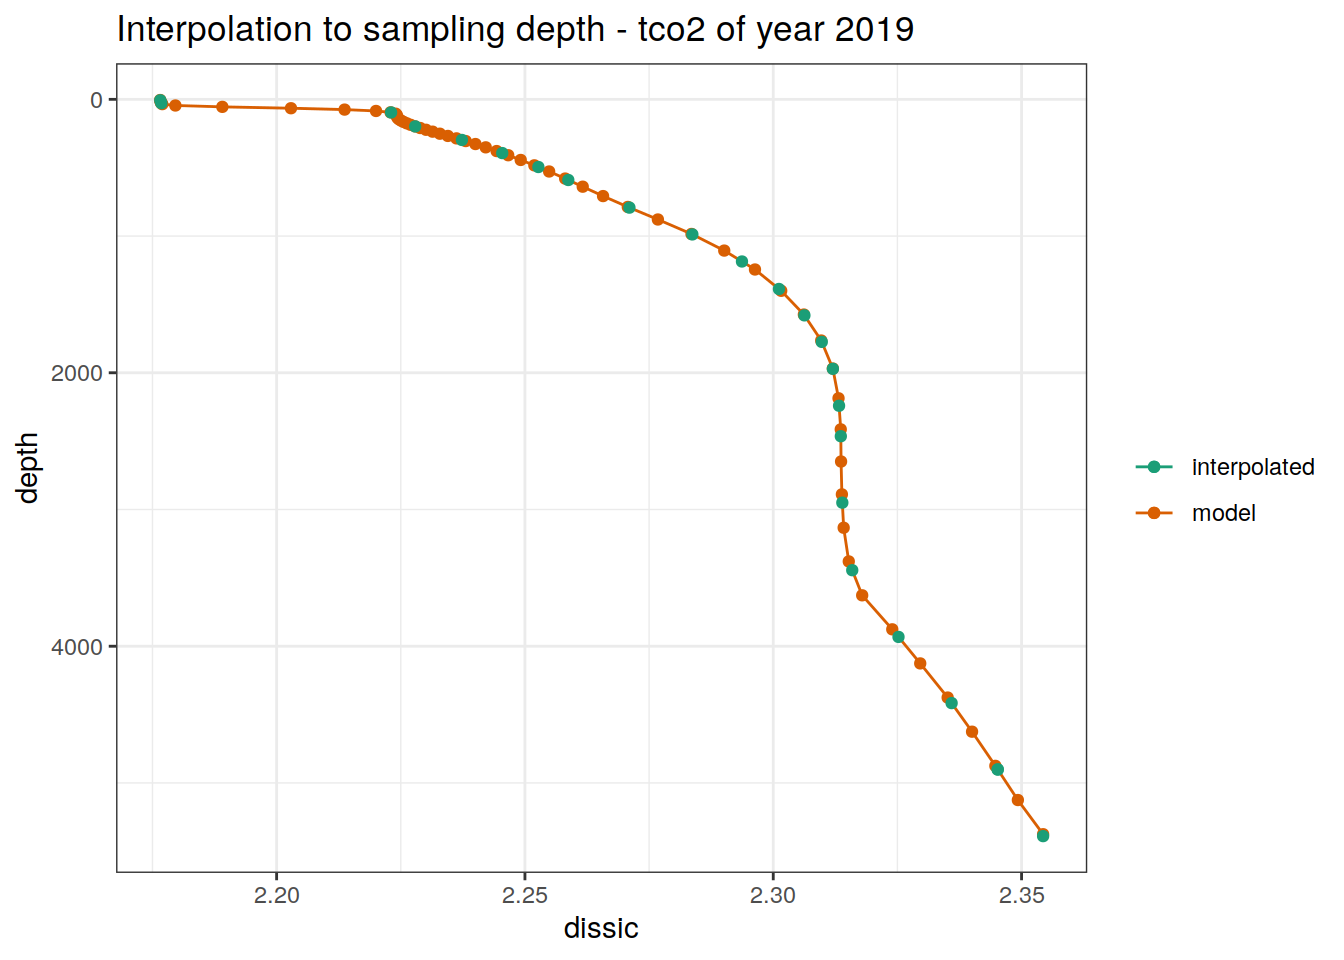 Interpolation to sampling depth - tco2 of year 2019
0
2000
4000
depth
2.20 2.25 2.30 2.35
dissic
interpolated
model